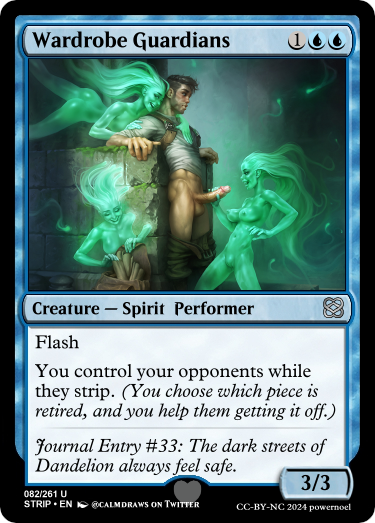 Wardrobe Guardians 1
Creature — Spirit Performer
Flash
You control your opponents while
they strip. (You choose which piece is
retired, and you help them getting it off.)
Journal Entry #33: The dark streets of
Dandelion always feel safe.
3/3
082/261 U
STRIP • EN @CALMDRAWS ON TWITTER
CC-BY-NC 2024 powernoel